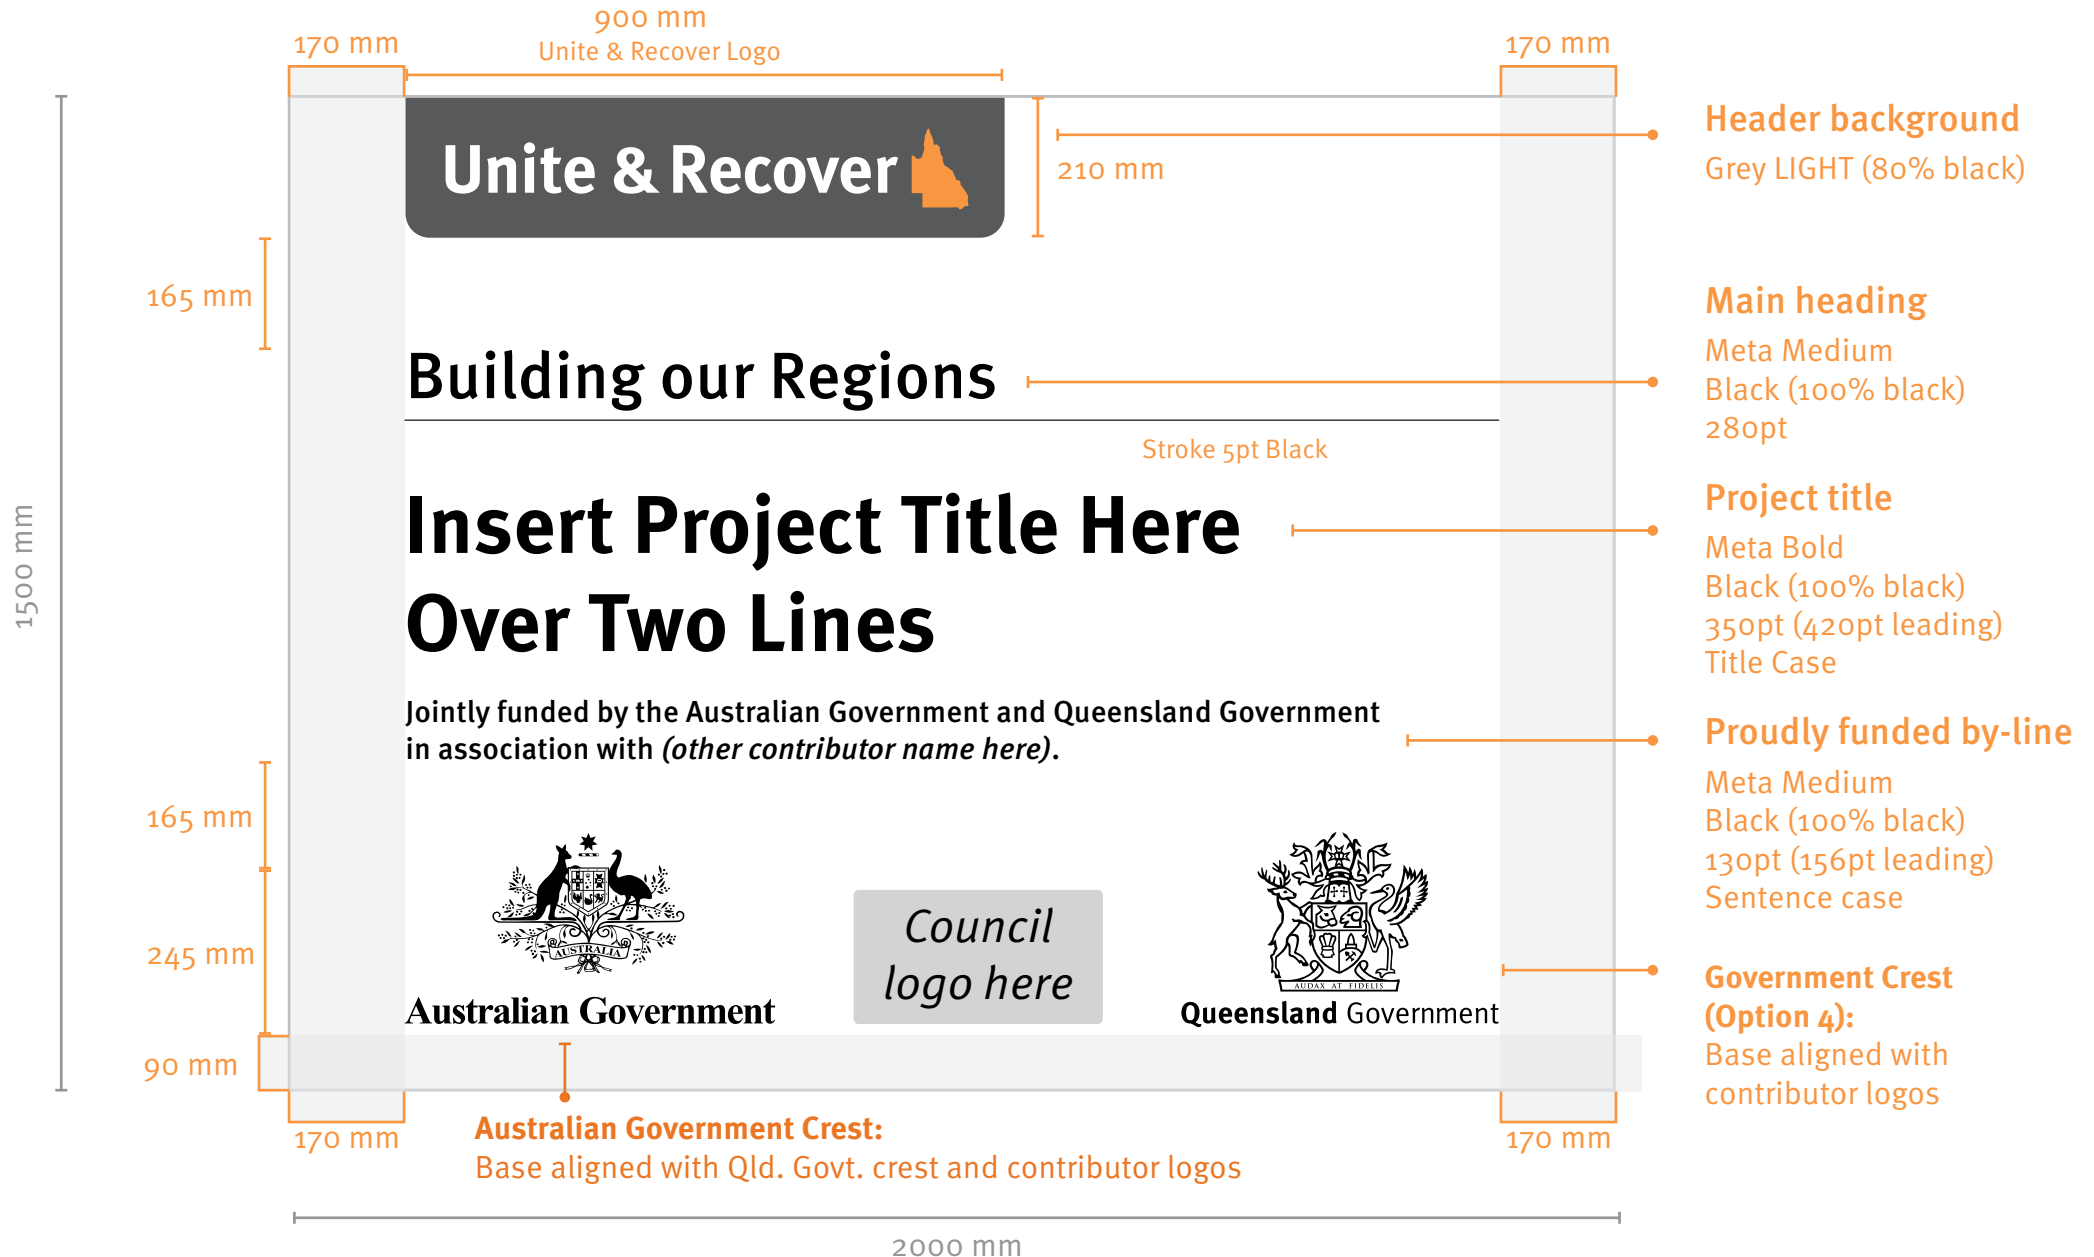 900 mm
Unite & Recover Logo
170 mm
170 mm
Unite & Recover
210 mm
Header background
Grey LIGHT (80% black)
165 mm
Main heading
Meta Medium
Black (100% black)
280pt
Building our Regions
Stroke 5pt Black
1500 mm
Insert Project Title Here
Over Two Lines
Project title
Meta Bold
Black (100% black)
350pt (420pt leading)
Title Case
Jointly funded by the Australian Government and Queensland Government
in association with (other contributor name here).
Proudly funded by-line
Meta Medium
Black (100% black)
130pt (156pt leading)
Sentence case
165 mm
245 mm
AUSTRALIA
Australian Government
Council
logo here
AUDAX AT FIDELIS
Queensland Government
Government Crest
(Option 4):
Base aligned with
contributor logos
90 mm
170 mm
Australian Government Crest:
Base aligned with Qld. Govt. crest and contributor logos
170 mm
2000 mm